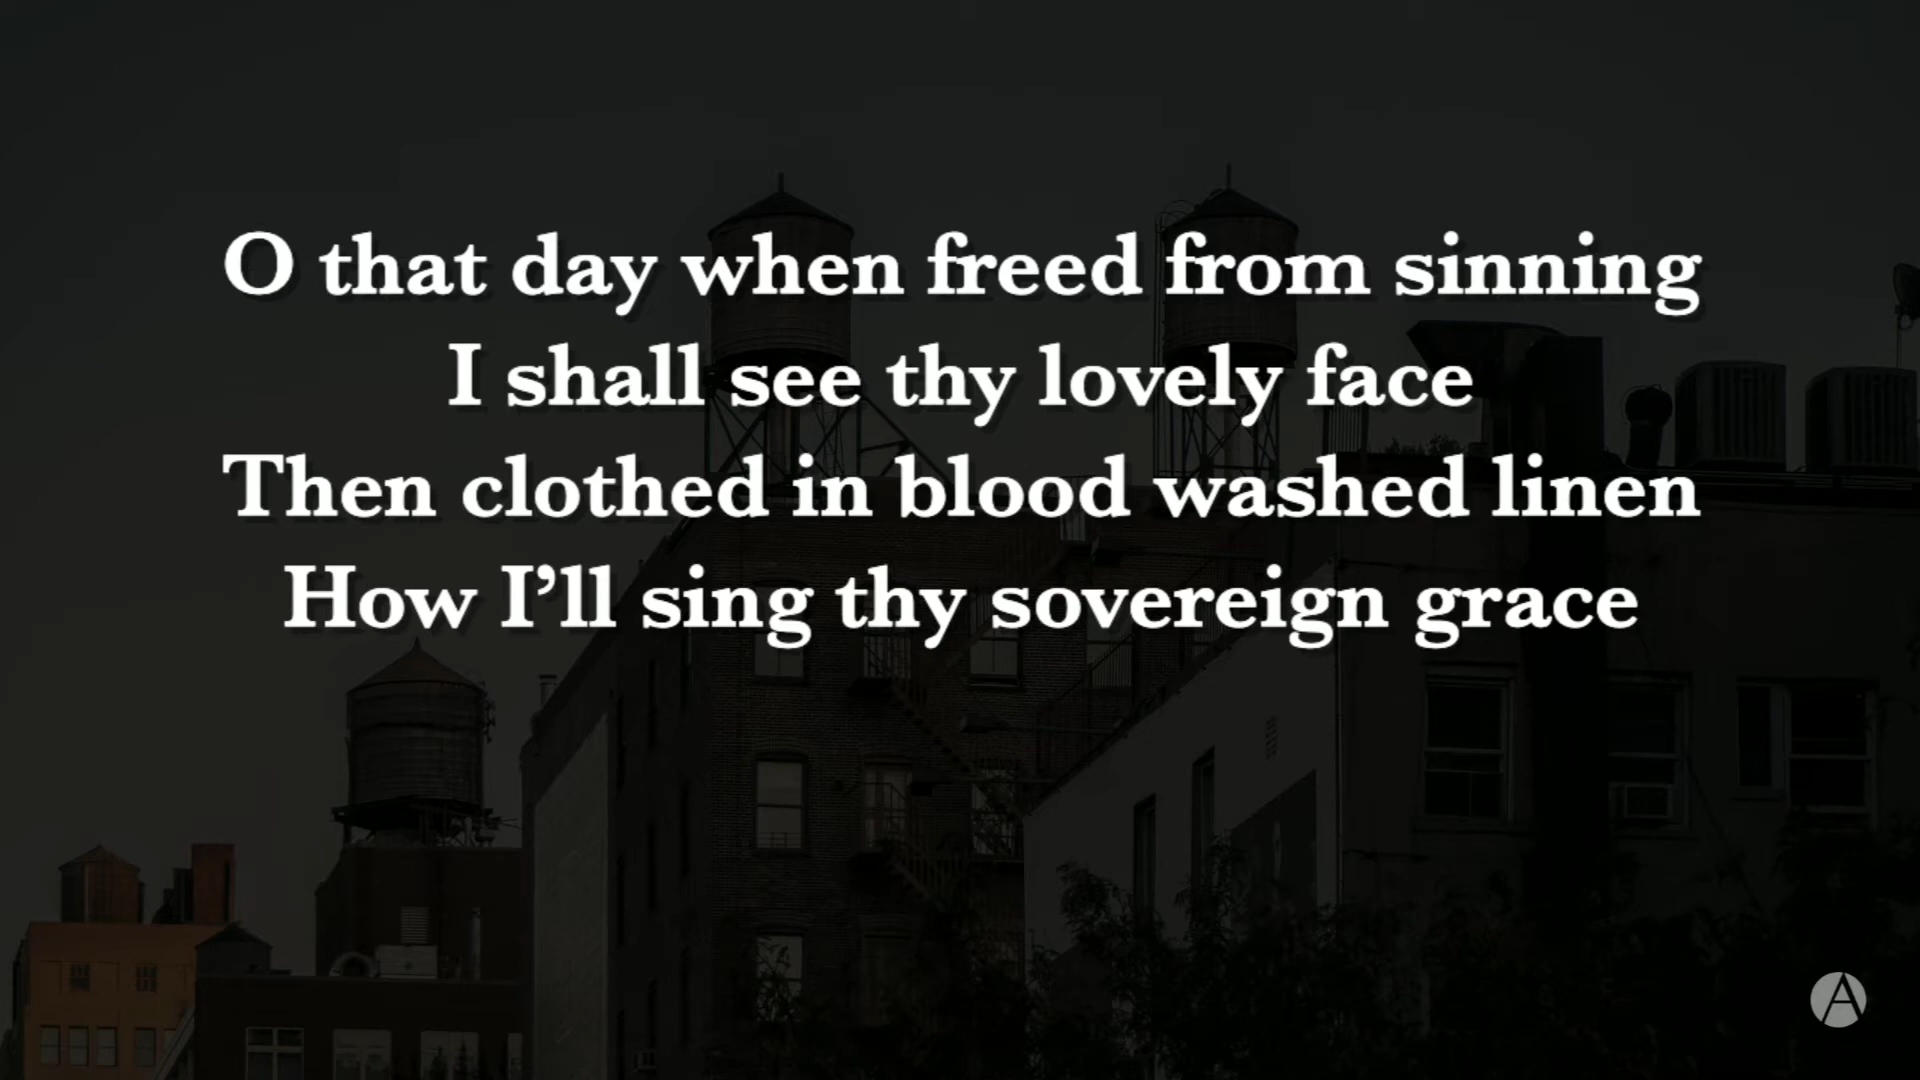 O that day when freed from sinning
I shall see thy lovely face
Then clothed in blood washed linen
How I’ll sing thy sovereign grace
A